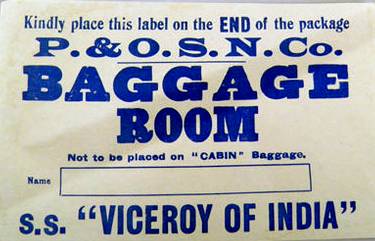 Kindly place this label on the END of the package
P. & O. S. N. Co.
BAGGAGE
ROOM
Not to be placed on "CABIN" Baggage.
Name
S.S. "VICEROY OF INDIA"